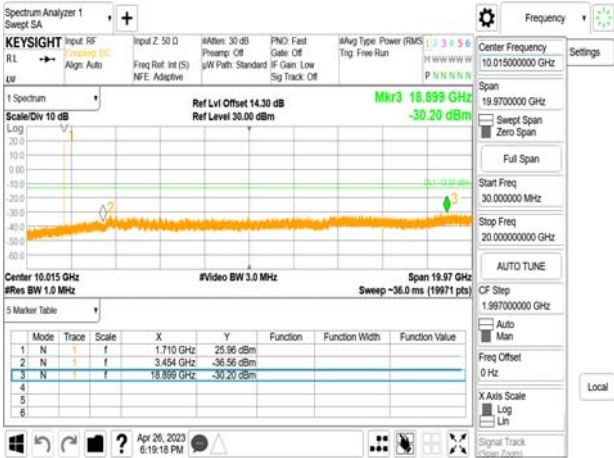 Spectrum Analyzer 1
Swept SA
+
Frequency
KEYSIGHT
Input: RF
Coupling: DC
Align: Auto
RL
Input Z: 50 Ω
Freq Ref: Int (S)
NFE: Adaptive
#Atten: 30 dB
Preamp: Off
µW Path: Standard
PNO: Fast
Gate: Off
IF Gain: Low
Sig Track: Off
#Avg Type: Power (RMS
Trig: Free Run
1 2 3 4 5 6
M W W W W W
P N N N N N
Center Frequency
10.015000000 GHz
Settings
Span
19.9700000 GHz
Swept Span
Zero Span
Full Span
Start Freq
30.000000 MHz
Stop Freq
20.000000000 GHz
AUTO TUNE
CF Step
1.997000000 GHz
Auto
Man
Freq Offset
0 Hz
X Axis Scale
Log
Lin
Signal Track
(Span Zoom)
Local
1 Spectrum
Scale/Div 10 dB
Log
Ref Lvl Offset 14.30 dB
Ref Level 30.00 dBm
Mkr3 18.899 GHz
-30.20 dBm
20.0
10.0
0.00
-10.0
-20.0
-30.0
-40.0
-50.0
-60.0
1
2
3
DL1 -13.00 dBm
Center 10.015 GHz
#Res BW 1.0 MHz
#Video BW 3.0 MHz
Span 19.97 GHz
Sweep ~36.0 ms (19971 pts)
5 Marker Table
Mode Trace Scale X Y Function Function Width Function Value
1 N 1 f 1.710 GHz 25.96 dBm
2 N 1 f 3.454 GHz -36.56 dBm
3 N 1 f 18.899 GHz -30.20 dBm
4
5
6
?
Apr 26, 2023
6:19:18 PM